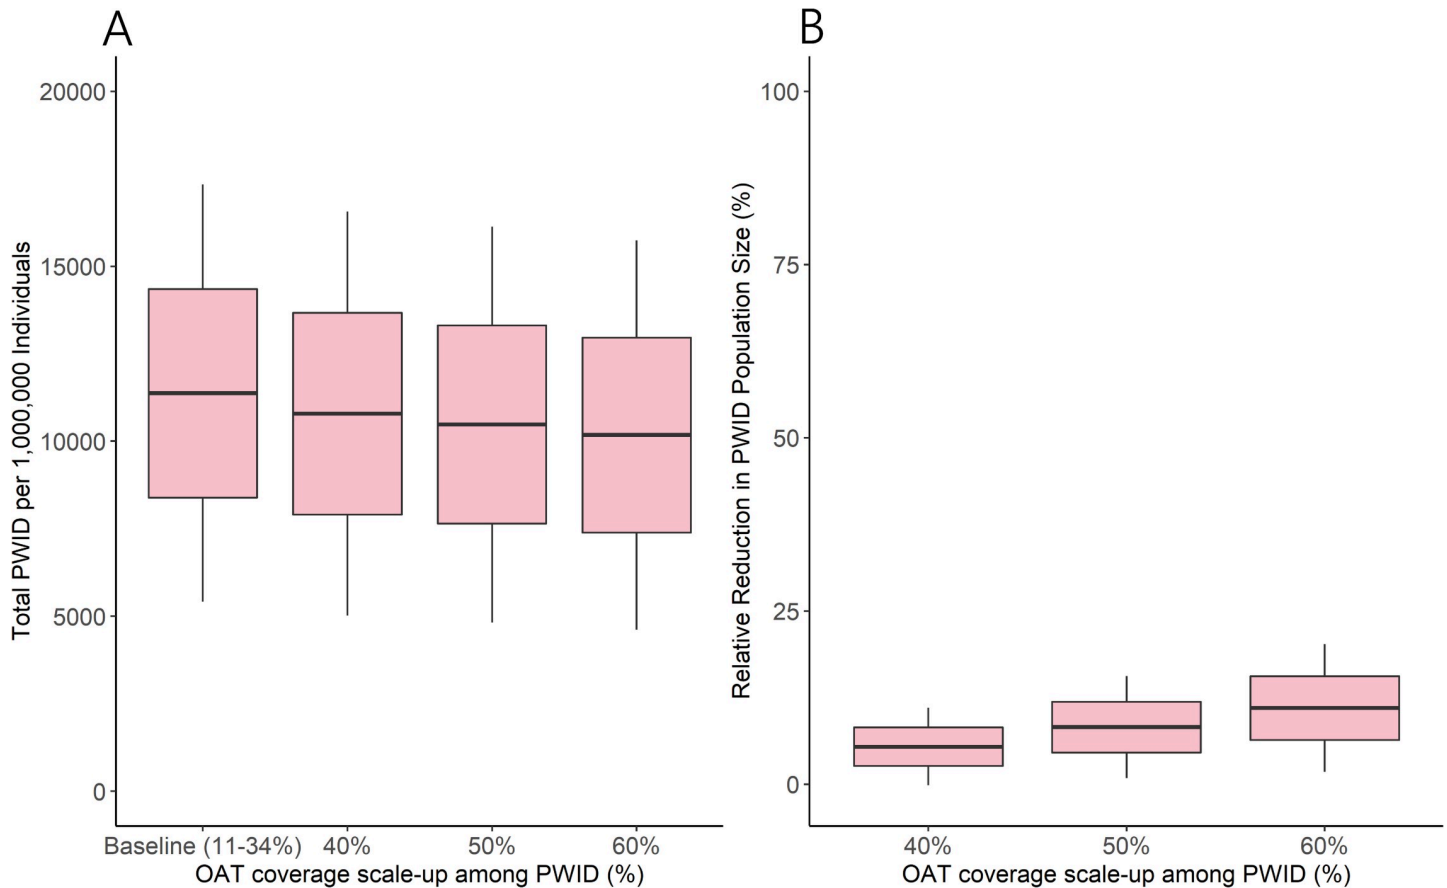 A
Total PWID per 1,000,000 Individuals
20000
15000
10000
5000
0
Baseline (11-34%) 40% 50% 60%
OAT coverage scale-up among PWID (%)
B
Relative Reduction in PWID Population Size (%)
100
75
50
25
0
40% 50% 60%
OAT coverage scale-up among PWID (%)